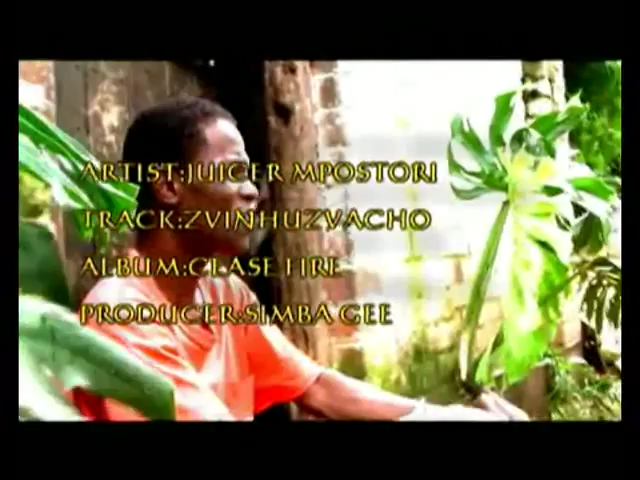 ARTIST:JUICER MPOSTORI
TRACK:ZVINHUZVACHO
ALBUM:CEASE FIRE
PRODUCER:SIMBA GEE